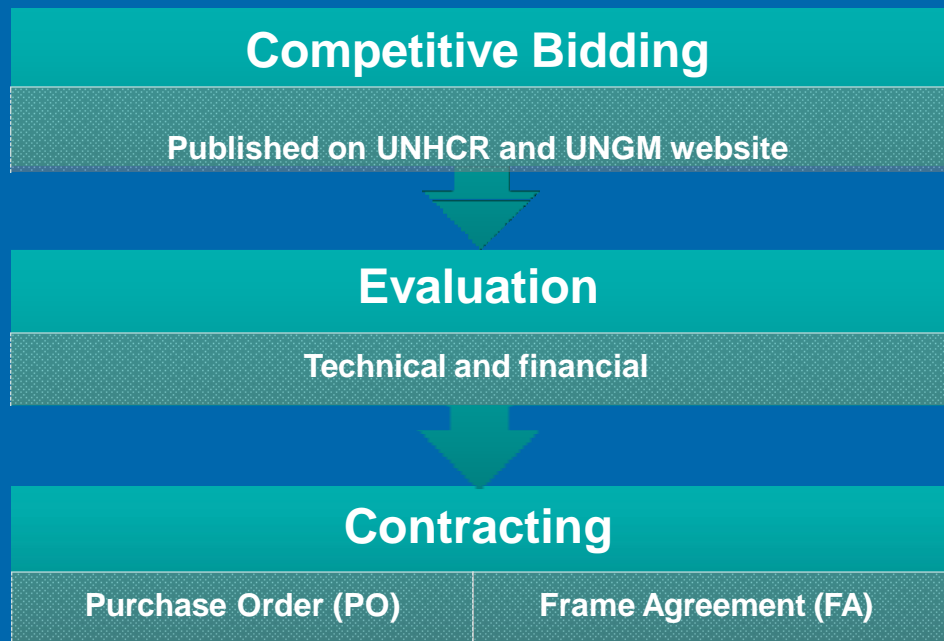 Competitive Bidding
Published on UNHCR and UNGM website
Evaluation
Technical and financial
Contracting
Purchase Order (PO)
Frame Agreement (FA)